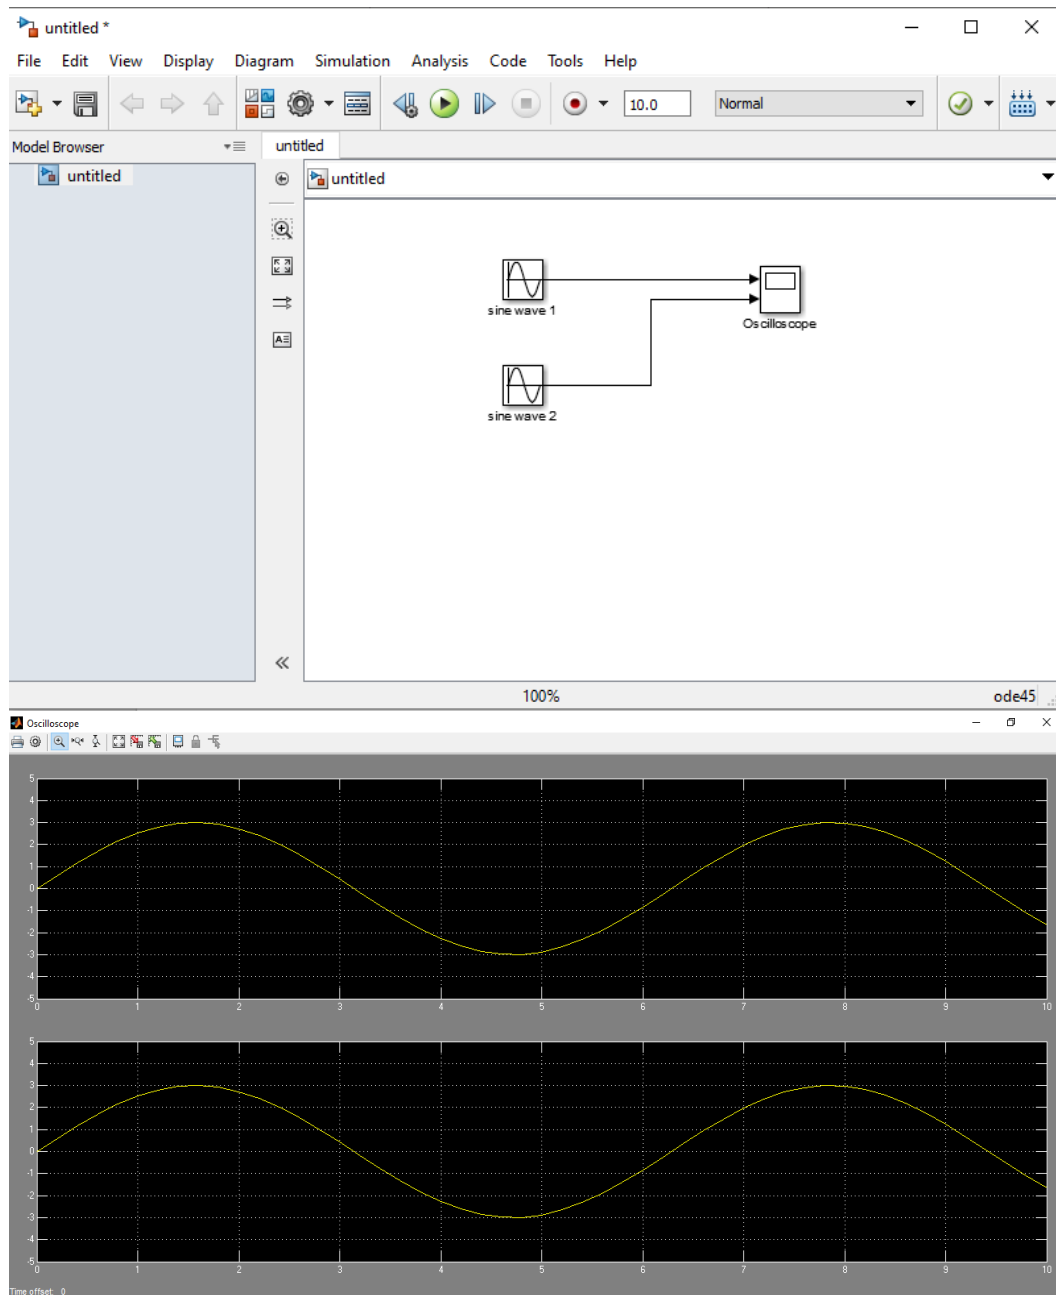 untitled *
File Edit View Display Diagram Simulation Analysis Code Tools Help
10.0 Normal
Model Browser
untitled
untitled
untitled
sine wave 1
Oscilloscope
sine wave 2
100%
ode45
Oscilloscope
5
4
3
2
1
0
-1
-2
-3
-4
-5
0 1 2 3 4 5 6 7 8 9 10
5
4
3
2
1
0
-1
-2
-3
-4
-5
0 1 2 3 4 5 6 7 8 9 10
Time offset: 0